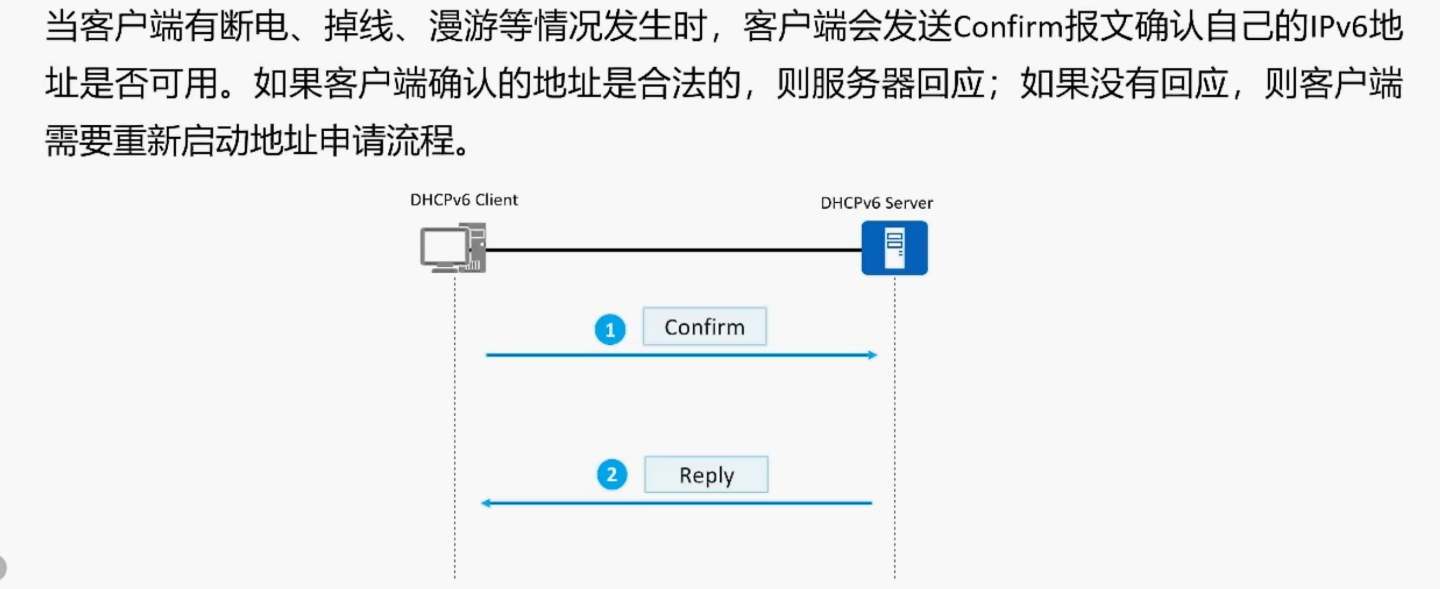 当客户端有断电、掉线、漫游等情况发生时，客户端会发送Confirm报文确认自己的IPv6地
址是否可用。如果客户端确认的地址是合法的，则服务器回应；如果没有回应，则客户端
需要重新启动地址申请流程。
DHCPv6 Client
DHCPv6 Server
1 Confirm
2 Reply